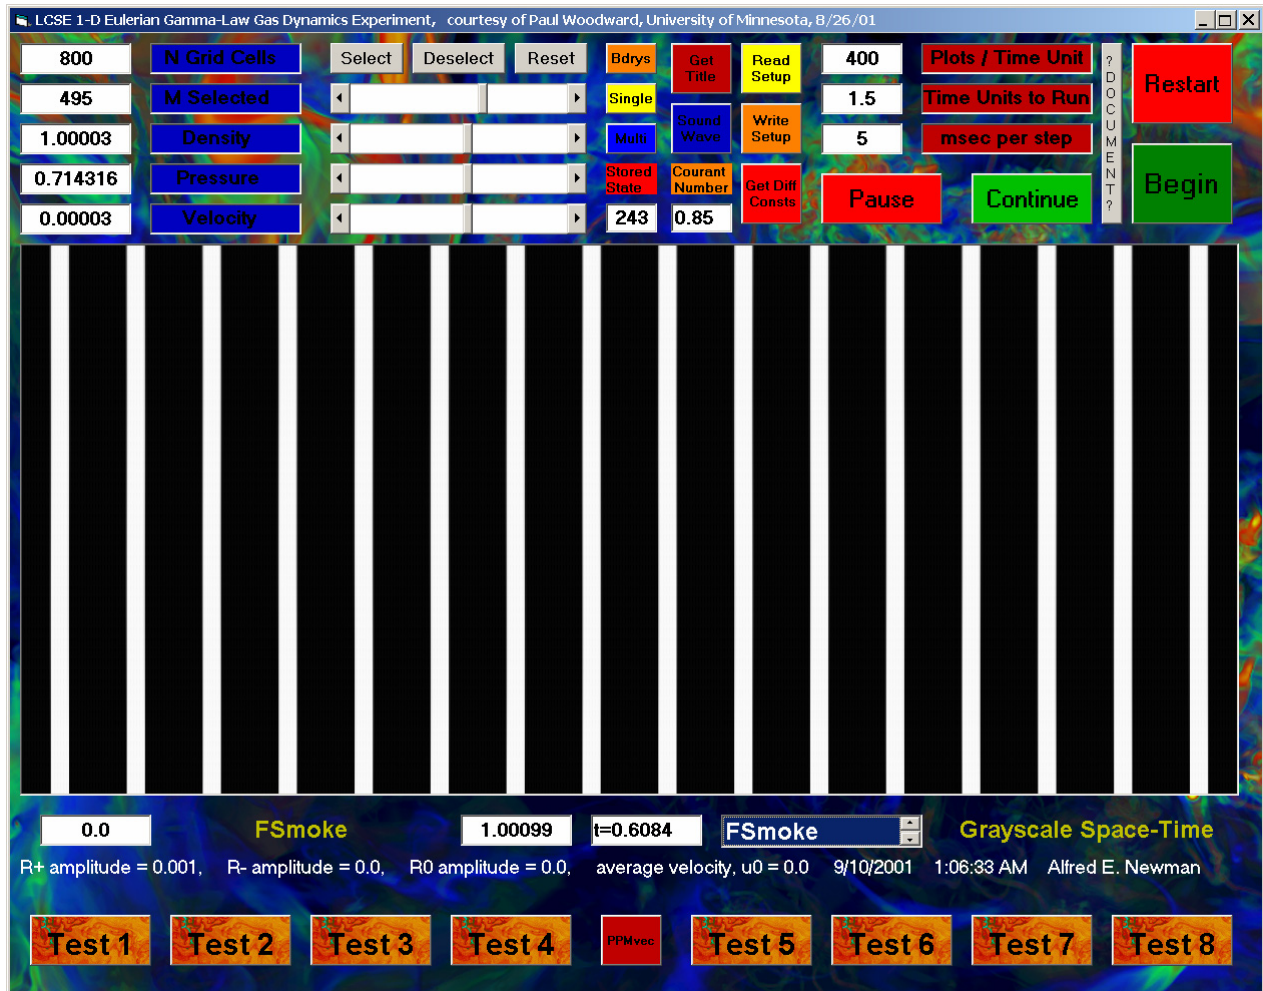 LCSE 1-D Eulerian Gamma-Law Gas Dynamics Experiment, courtesy of Paul Woodward, University of Minnesota, 8/26/01
800 N Grid Cells Select Deselect Reset Bdrys Get Title Read Setup 400 Plots / Time Unit ?DOCUMENT? Restart
495 M Selected Single 1.5 Time Units to Run
1.00003 Density Multi Sound Wave Write Setup 5 msec per step
0.714316 Pressure Stored State Courant Number Get Diff Consts Pause Continue Begin
0.00003 Velocity 243 0.85
0.0 FSmoke 1.00099 t=0.6084 FSmoke Grayscale Space-Time
R+ amplitude = 0.001, R- amplitude = 0.0, R0 amplitude = 0.0, average velocity, u0 = 0.0 9/10/2001 1:06:33 AM Alfred E. Newman
Test 1 Test 2 Test 3 Test 4 PPMvec Test 5 Test 6 Test 7 Test 8